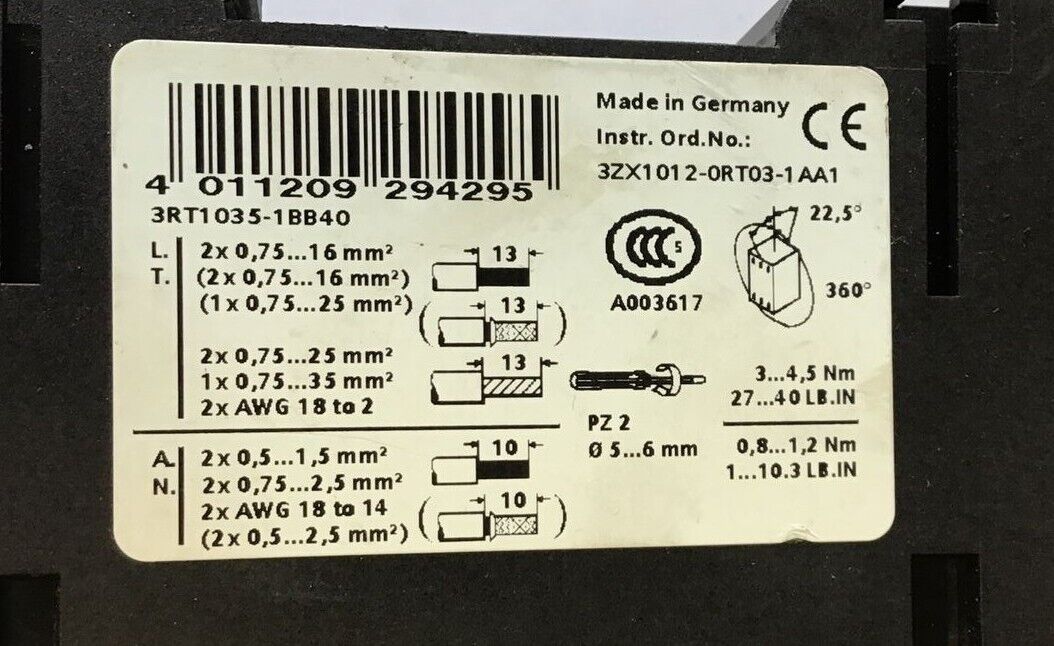 4 011209 294295
3RT1035-1BB40
Made in Germany
Instr. Ord.No.:
3ZX1012-0RT03-1AA1
CE
L. 2x 0,75...16 mm²
T. (2x 0,75...16 mm²)
(1x 0,75...25 mm²)
13
13
2x 0,75...25 mm²
1x 0,75...35 mm²
2x AWG 18 to 2
13
CCC S
A003617
22,5°
360°
PZ 2
Ø 5...6 mm
3...4,5 Nm
27...40 LB.IN
0,8...1,2 Nm
1...10.3 LB.IN
A. 2x 0,5...1,5 mm²
N. 2x 0,75...2,5 mm²
2x AWG 18 to 14
(2x 0,5...2,5 mm²)
10
10